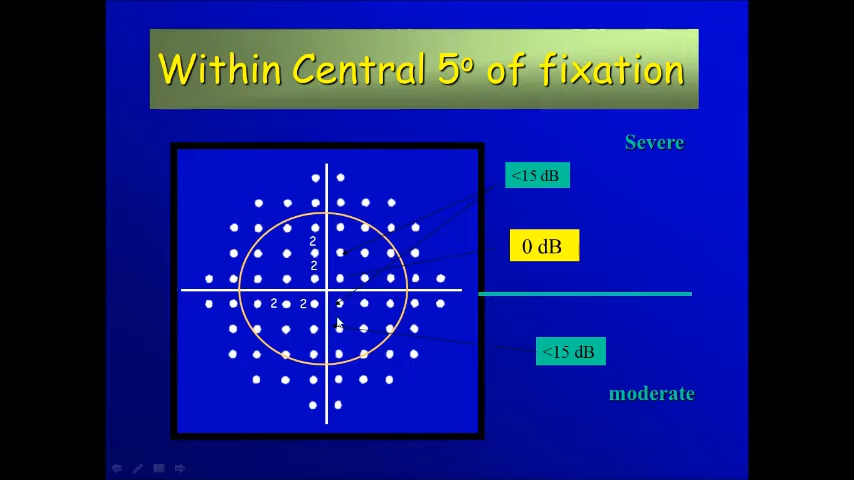 Within Central 5º of fixation
Severe
<15 dB
2
0 dB
2
2 2
<15 dB
moderate